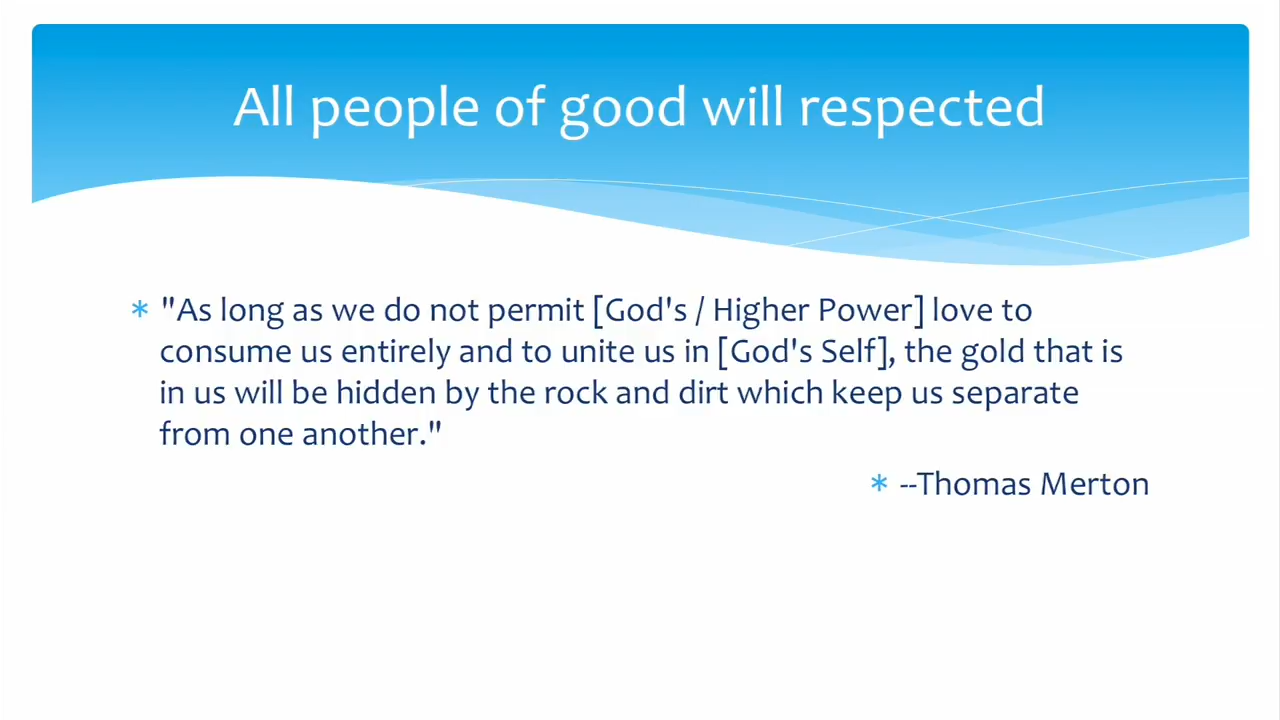 All people of good will respected
* "As long as we do not permit [God's / Higher Power] love to
consume us entirely and to unite us in [God's Self], the gold that is
in us will be hidden by the rock and dirt which keep us separate
from one another."
* --Thomas Merton